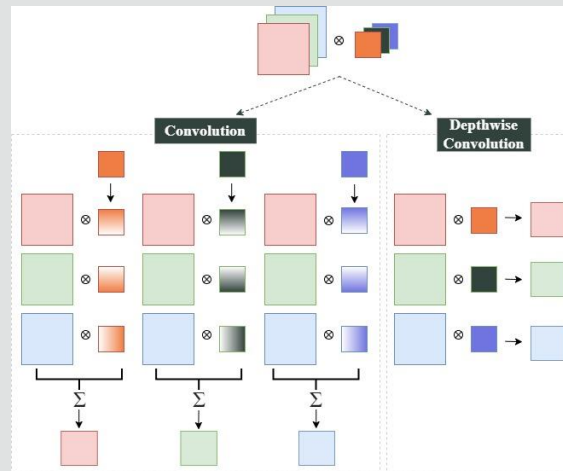 ⊗
Convolution
Depthwise
Convolution
⊗ ⊗ ⊗ ⊗
⊗ ⊗ ⊗ ⊗
⊗ ⊗ ⊗ ⊗
Σ Σ Σ